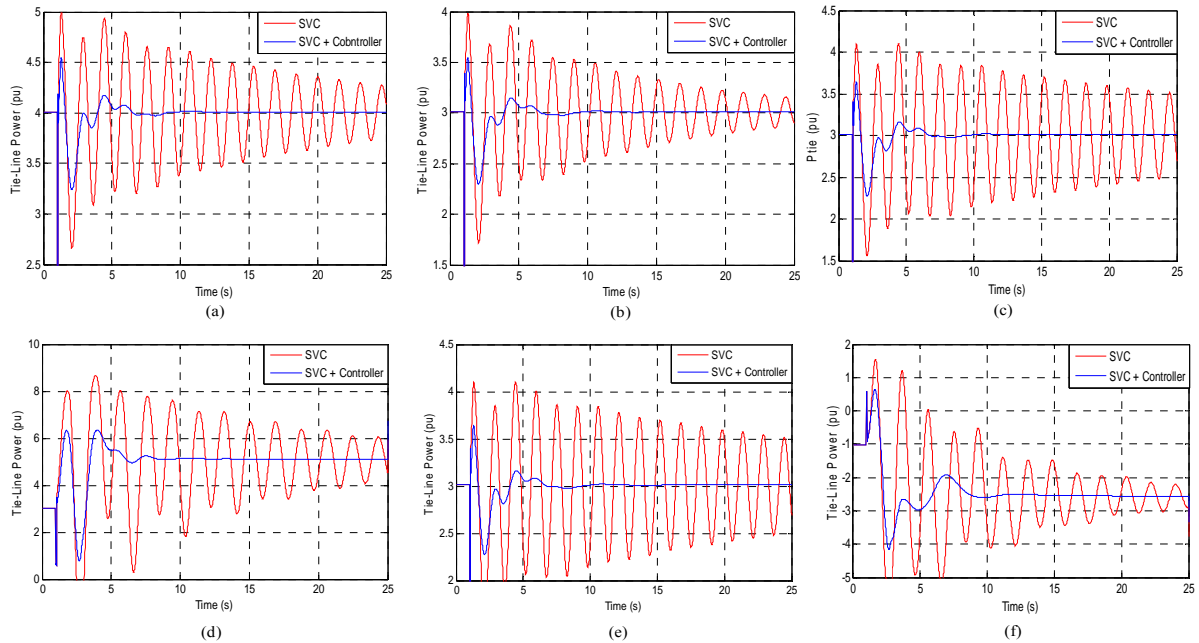 5
4.5
4
3.5
4
2.5
Tie-Line Power (pu)
SVC
SVC + Cobntroller
0 5 10 15 20 25
Time (s)
(a)
4
3.5
3
2.5
4
1.5
Tie-Line Power (pu)
SVC
SVC + Controller
0 5 10 15 20 25
Time (s)
(b)
4.5
4
3.5
3
2.5
2
1.5
Ptie (pu)
SVC
SVC + Controller
0 5 10 15 20 25
Time (s)
(c)
10
8
6
4
2
0
Tie-Line Power (pu)
SVC
SVC + Controller
0 5 10 15 20 25
Time (s)
(d)
4.5
4
3.5
3
2.5
2
Tie-Line Power (pu)
SVC
SVC + Controller
0 5 10 15 20 25
Time (s)
(e)
2
1
0
-1
-2
-3
-4
-5
Tie-Line Power (pu)
SVC
SVC + Controller
0 5 10 15 20 25
Time (s)
(f)